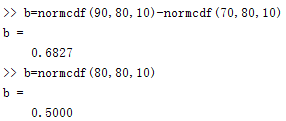 >> b=normcdf(90,80,10)-normcdf(70,80,10)
b =
0.6827
>> b=normcdf(80,80,10)
b =
0.5000